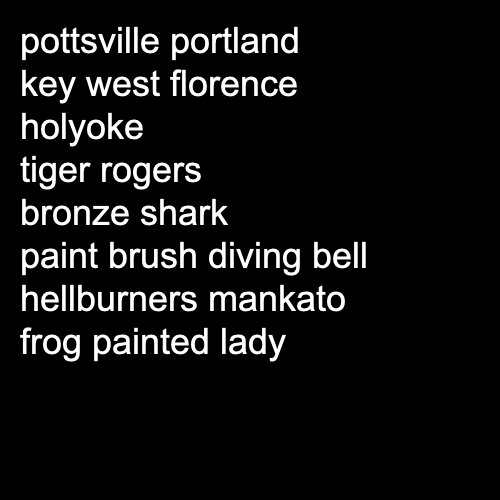 pottsville portland
key west florence
holyoke
tiger rogers
bronze shark
paint brush diving bell
hellburners mankato
frog painted lady